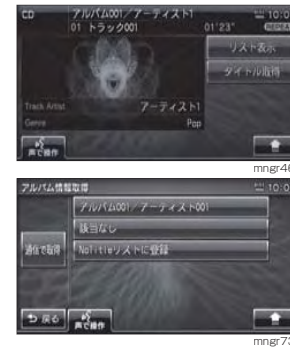 CD
アルバム001／アーティスト1
10:0
01 トラック001
01'23"
REPEA
リスト表示
タイトル取得
Track Artist
アーティスト1
Genre
Pop
声で操作
mngr46
アルバム情報取得
10:0
アルバム001／アーティスト001
該当なし
通信で取得
NoTitleリストに登録
戻る
声で操作
mngr73